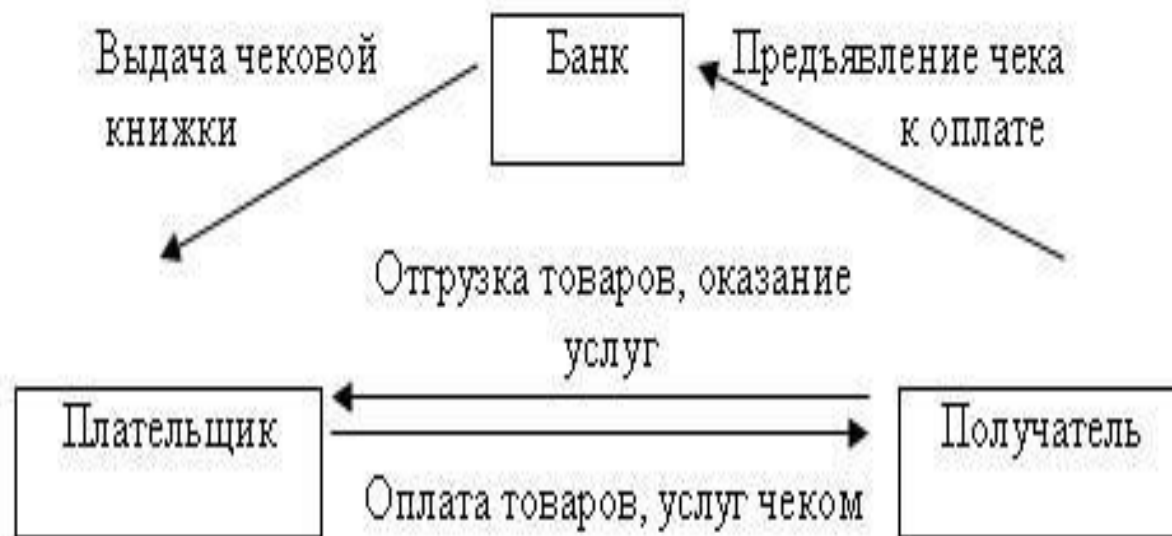 Выдача чековой
книжки
Банк
Предъявление чека
к оплате
Отгрузка товаров, оказание
услуг
Плательщик
Получатель
Оплата товаров, услуг чеком